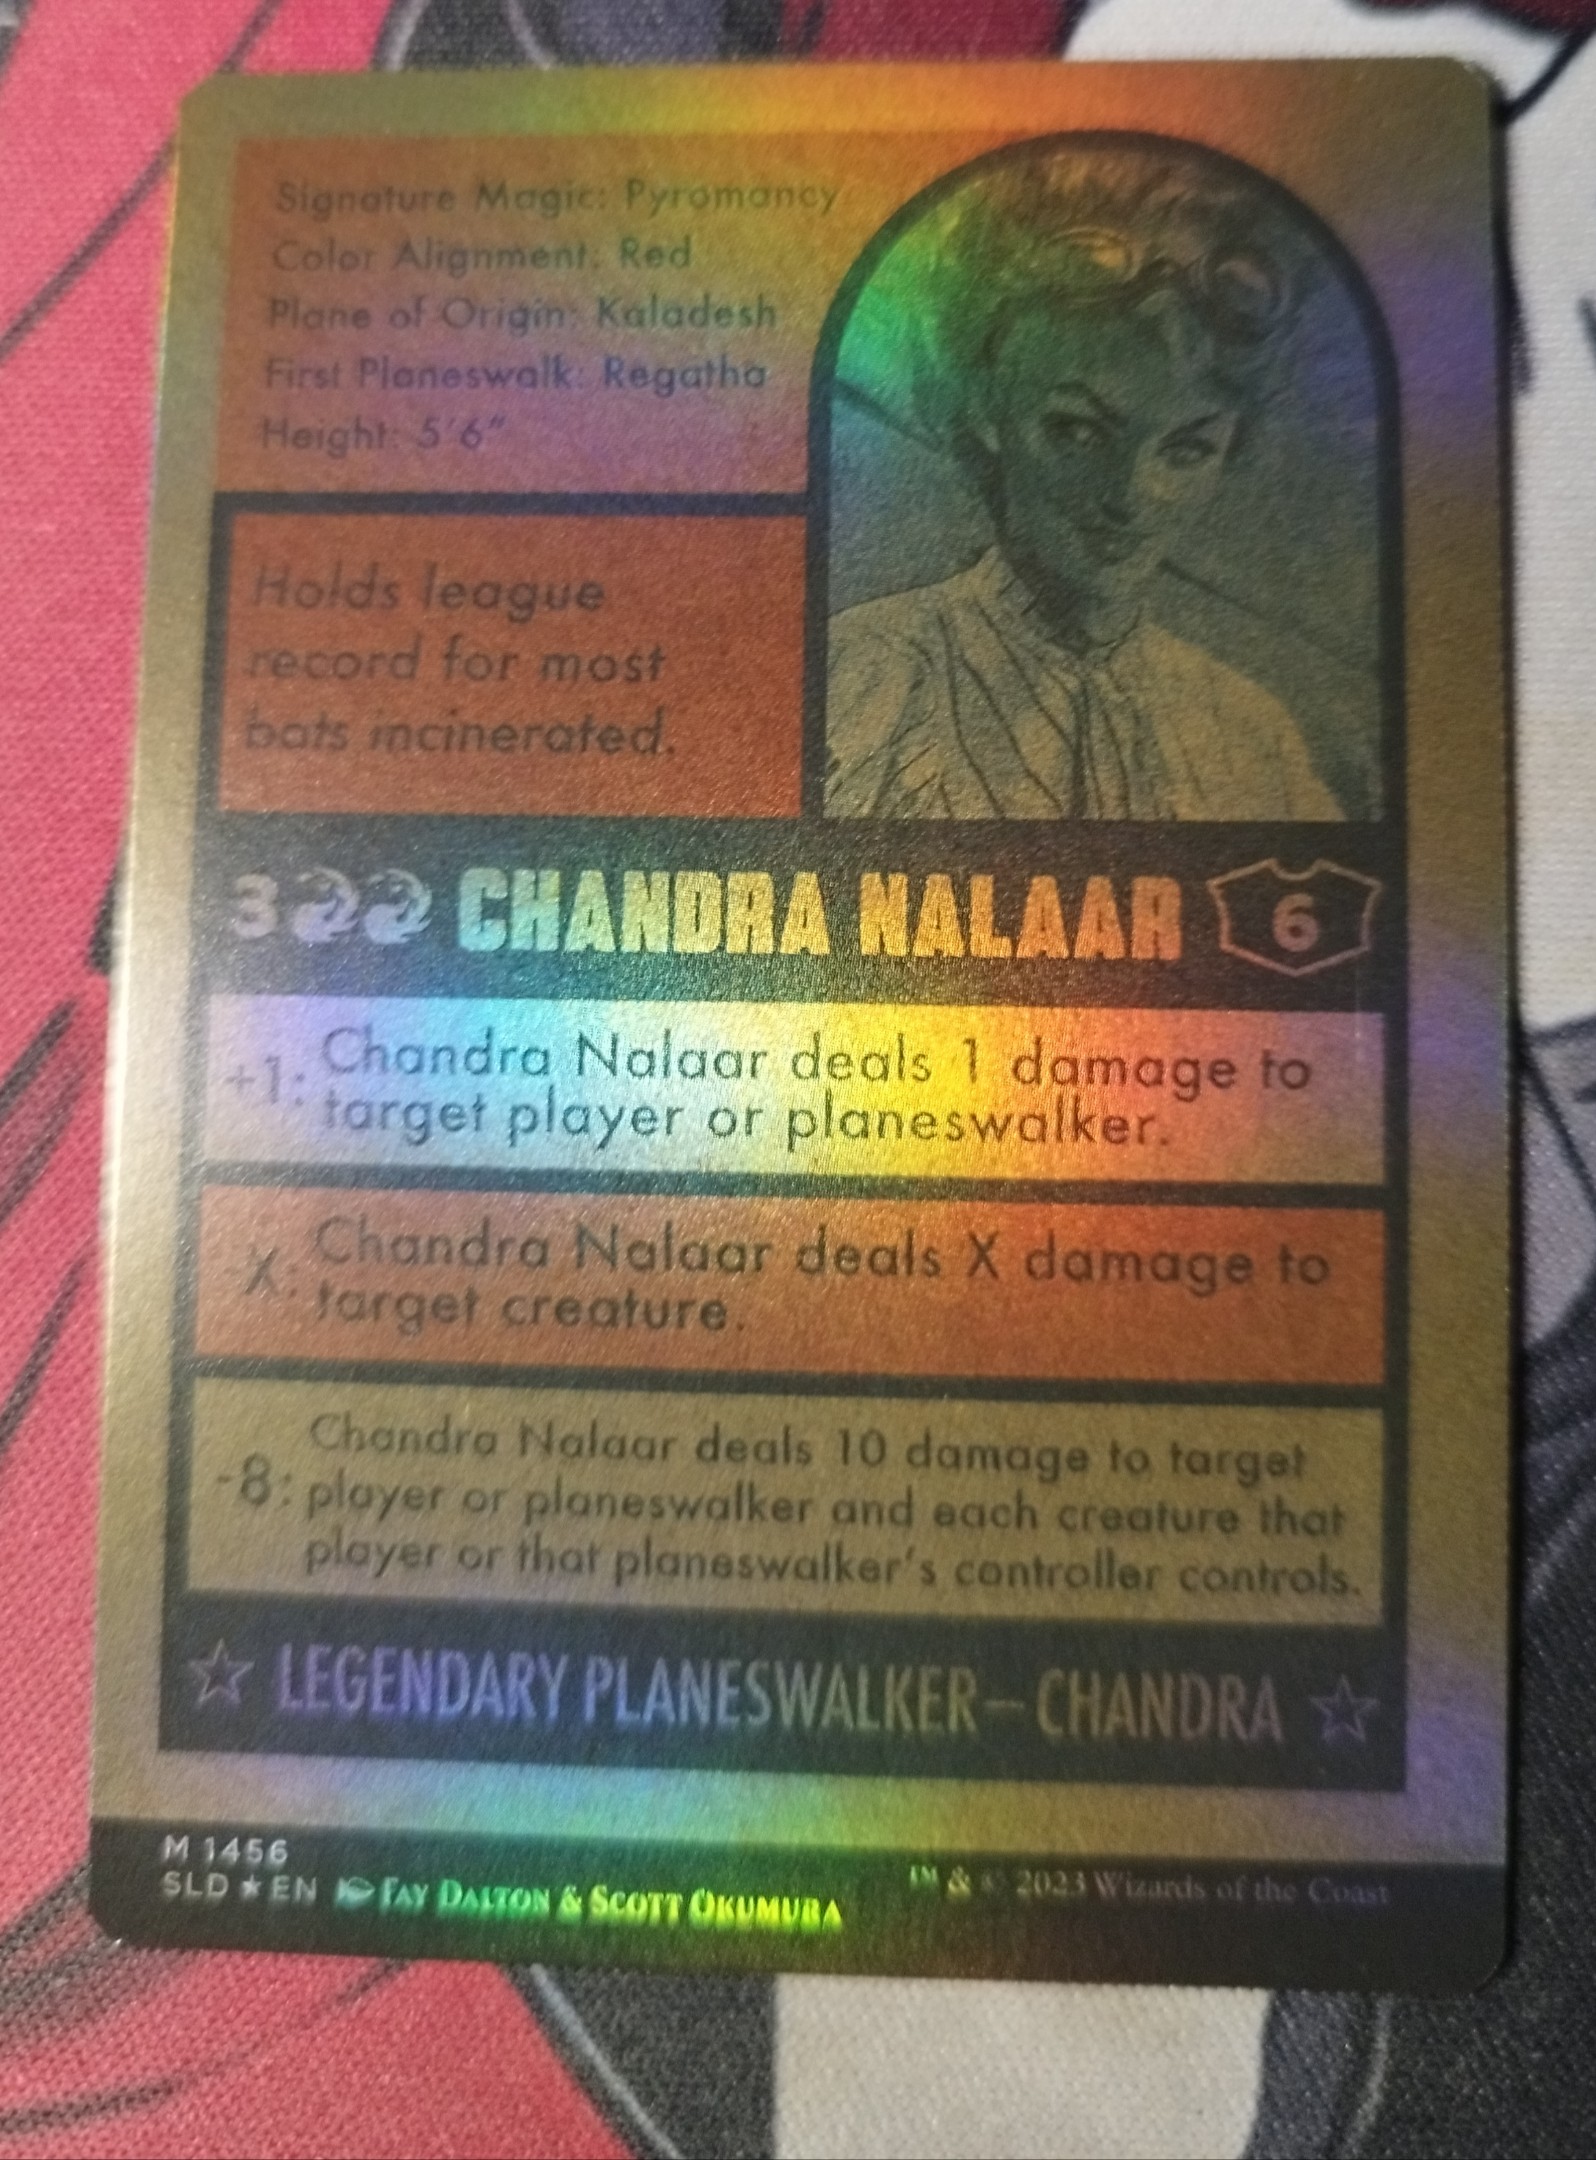 Signature Magic: Pyromancy
Color Alignment: Red
Plane of Origin: Kaladesh
First Planeswalk: Regatha
Height: 5'6"
Holds league
record for most
bats incinerated.
3 CHANDRA NALAAR 6
+1: Chandra Nalaar deals 1 damage to
target player or planeswalker.
X: Chandra Nalaar deals X damage to
target creature.
-8: Chandra Nalaar deals 10 damage to target
player or planeswalker and each creature that
player or that planeswalker's controller controls.
☆ LEGENDARY PLANESWALKER — CHANDRA ☆
M 1456
SLD ★ EN FAY DALTON & SCOTT OKUMURA
™ & © 2023 Wizards of the Coast